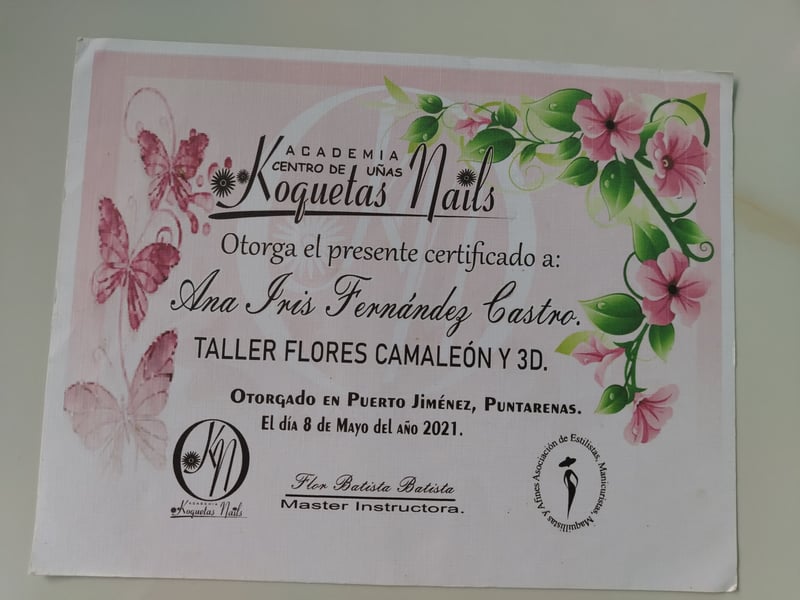 ACADEMIA
CENTRO DE UÑAS
Koquetas Nails
Otorga el presente certificado a:
Ana Iris Fernández Castro.
TALLER FLORES CAMALEÓN Y 3D.
OTORGADO EN PUERTO JIMÉNEZ, PUNTARENAS.
El día 8 de Mayo del año 2021.
KN
ACADEMIA
Koquetas Nails
Flor Batista Batista
Master Instructora.
Asociación de Estilistas, Manicuristas, Maquillistas y Afines